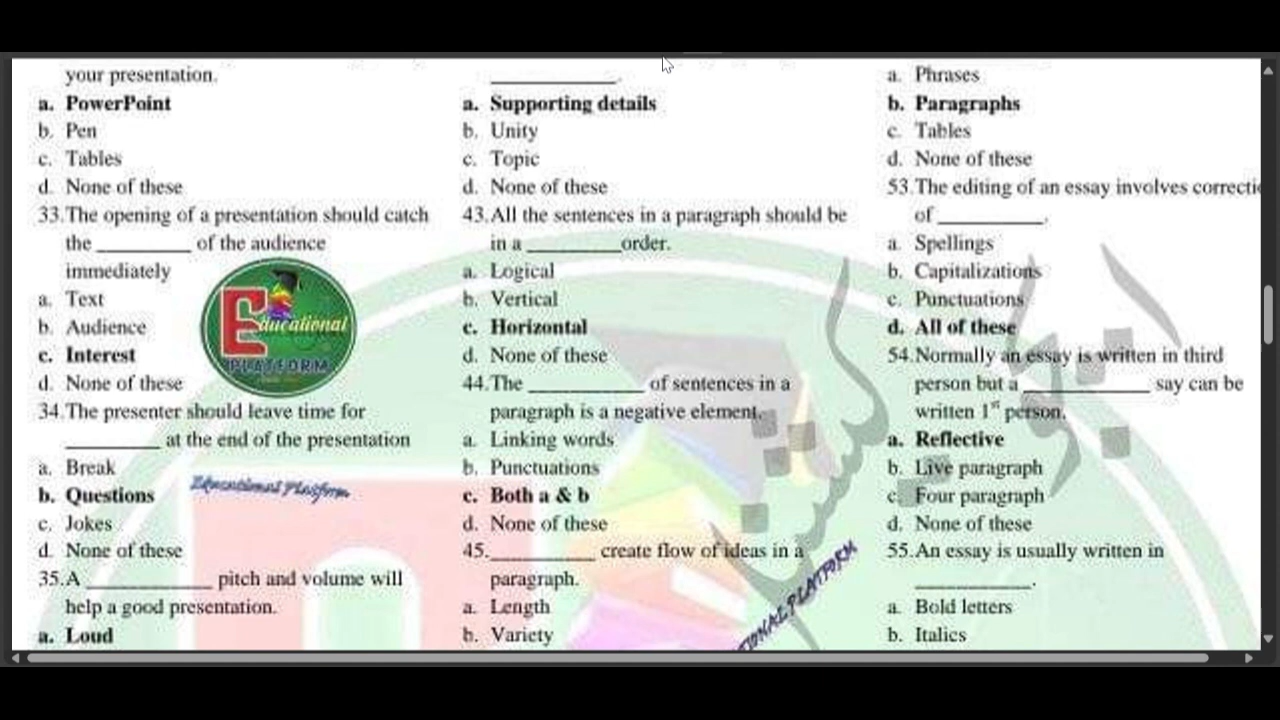 your presentation.
a. PowerPoint
b. Pen
c. Tables
d. None of these
33.The opening of a presentation should catch
the _________ of the audience
immediately
a. Text
b. Audience
c. Interest
d. None of these
34.The presenter should leave time for
_________ at the end of the presentation
a. Break
b. Questions
c. Jokes
d. None of these
35.A ____________ pitch and volume will
help a good presentation.
a. Loud
____________.
a. Supporting details
b. Unity
c. Topic
d. None of these
43.All the sentences in a paragraph should be
in a _________order.
a. Logical
b. Vertical
c. Horizontal
d. None of these
44.The ___________ of sentences in a
paragraph is a negative element.
a. Linking words
b. Punctuations
c. Both a & b
d. None of these
45.__________ create flow of ideas in a
paragraph.
a. Length
b. Variety
a. Phrases
b. Paragraphs
c. Tables
d. None of these
53.The editing of an essay involves
of __________.
a. Spellings
b. Capitalizations
c. Punctuations
d. All of these
54.Normally an essay is written in third
person but a ____________ say can be
written 1st person.
a. Reflective
b. Live paragraph
c. Four paragraph
d. None of these
55.An essay is usually written in
___________.
a. Bold letters
b. Italics
Educational
PLATFORM
Educational Platform
PLATFORM